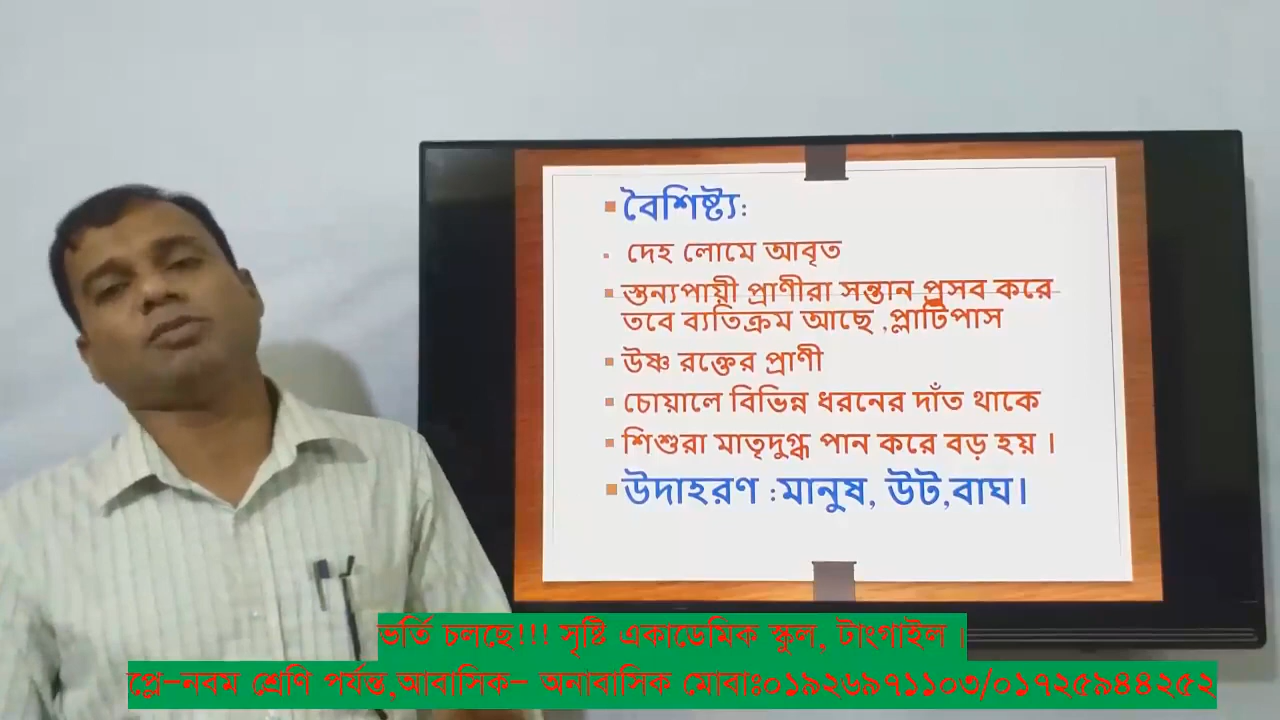 বৈশিষ্ট্য:
দেহ লোমে আবৃত
স্তন্যপায়ী প্রাণীরা সন্তান প্রসব করে
তবে ব্যতিক্রম আছে ,প্লাটিপাস
উষ্ণ রক্তের প্রাণী
চোয়ালে বিভিন্ন ধরনের দাঁত থাকে
শিশুরা মাতৃদুগ্ধ পান করে বড় হয় ।
উদাহরণ :মানুষ, উট,বাঘ।
ভর্তি চলছে!!! সৃষ্টি একাডেমিক স্কুল, টাংগাইল ।
প্লে-নবম শ্রেণি পর্যন্ত,আবাসিক- অনাবাসিক মোবাঃ০১৯২৬৯৭১১০৩/০১৭২৫৯৪৪২৫২